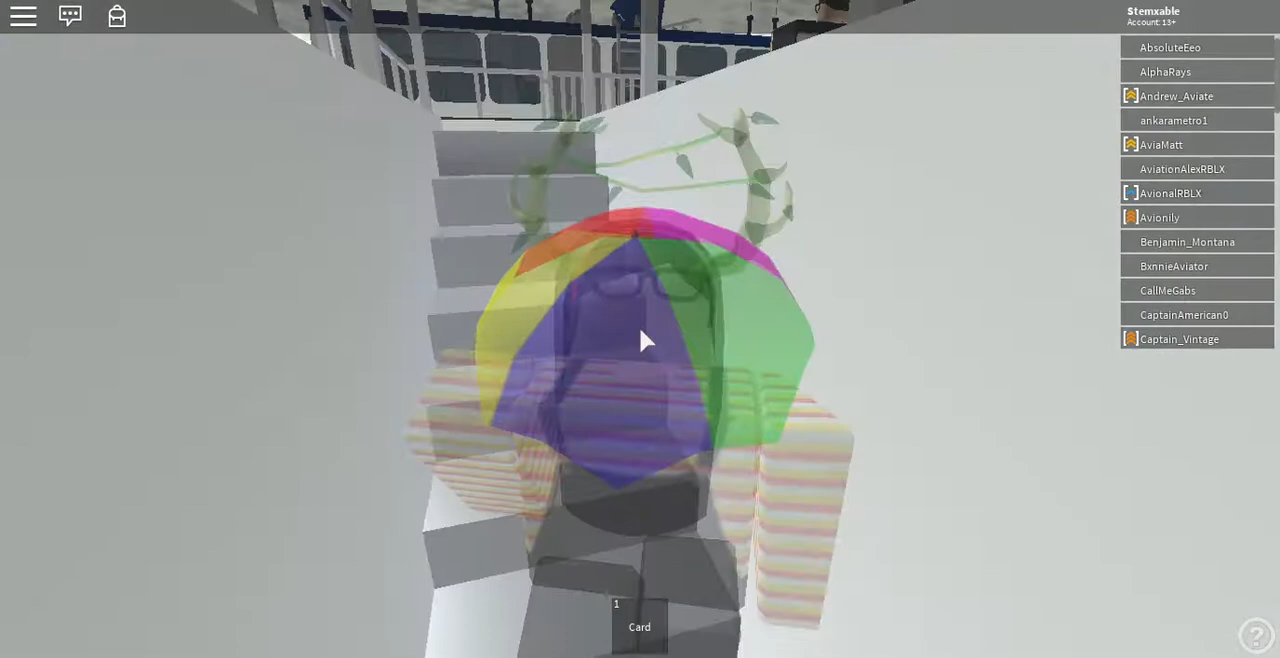 Stemxable
Account: 13+
AbsoluteEeo
AlphaRays
Andrew_Aviate
ankarametro1
AviaMatt
AviationAlexRBLX
AvionalRBLX
Avionily
Benjamin_Montana
BxnnieAviator
CallMeGabs
CaptainAmerican0
Captain_Vintage
1
Card
?